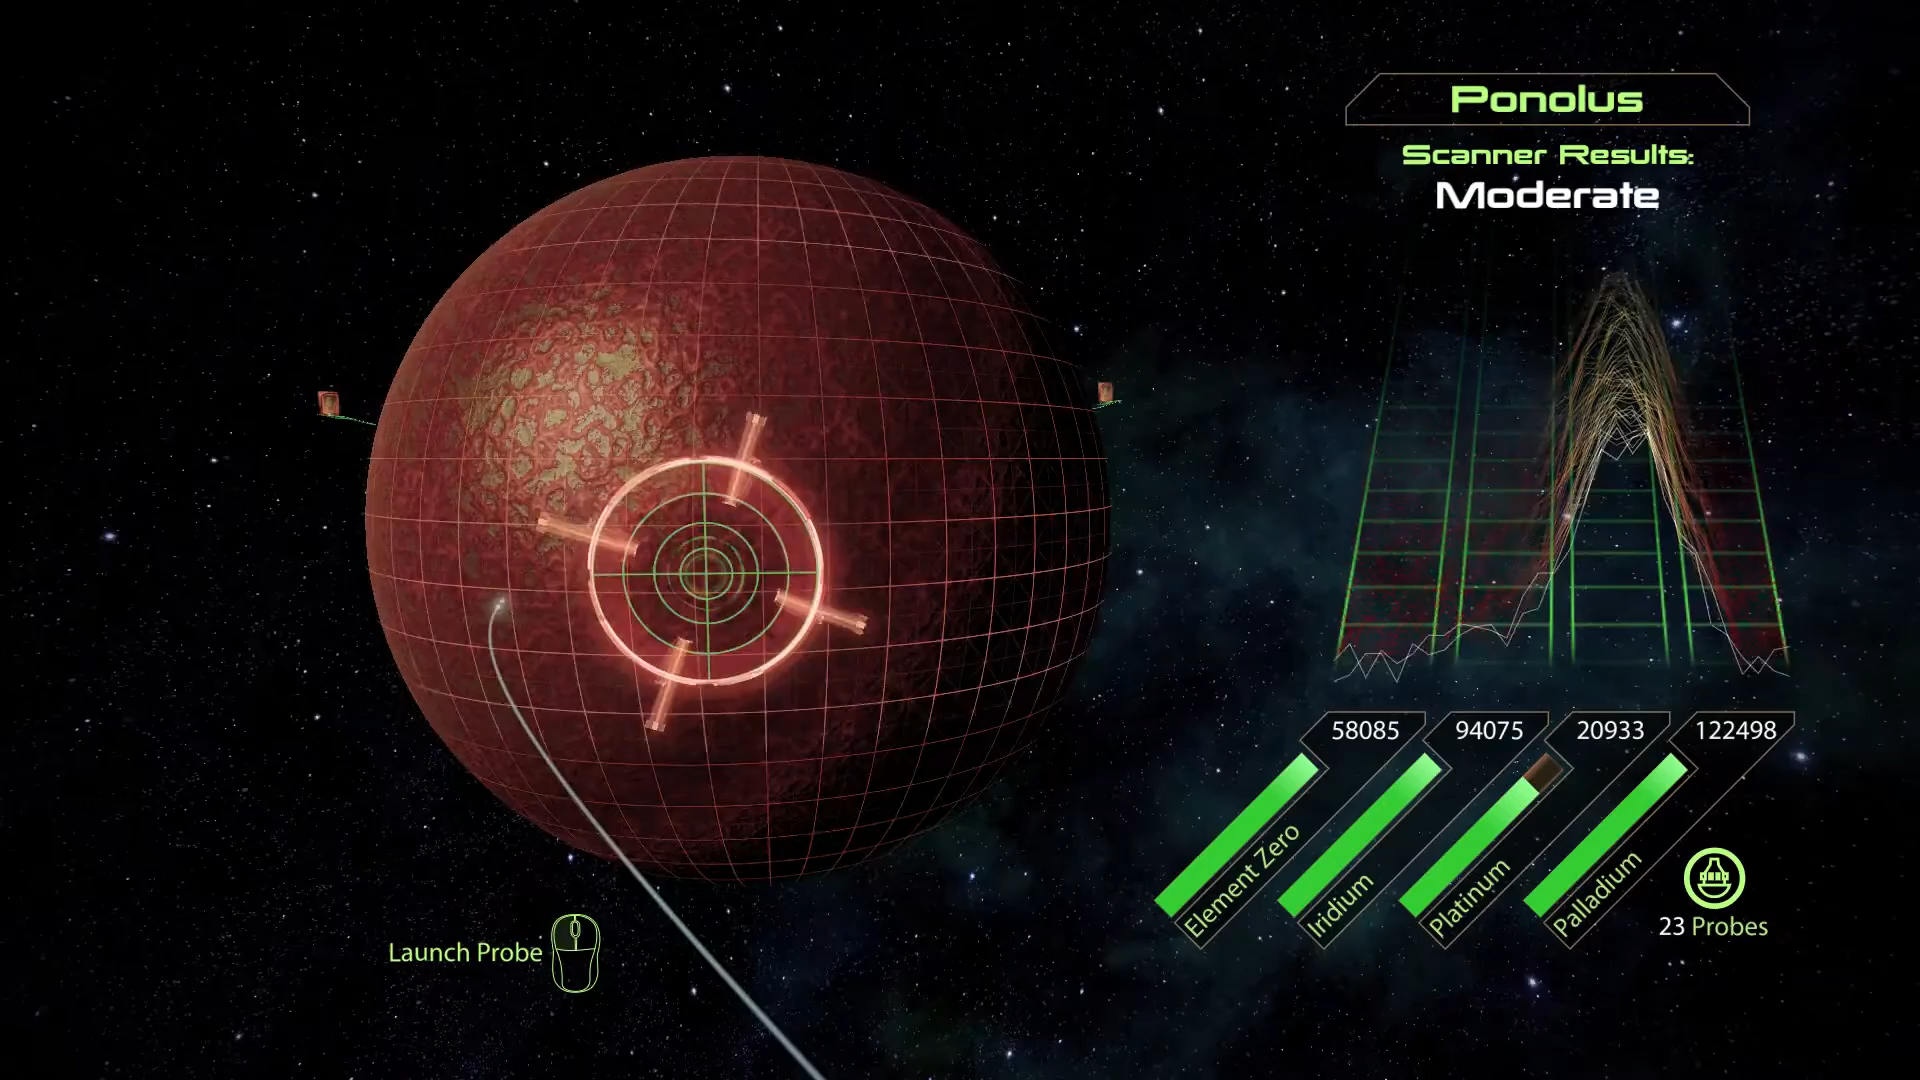 Ponolus
Scanner Results:
Moderate
58085
94075
20933
122498
Element Zero
Iridium
Platinum
Palladium
23 Probes
Launch Probe